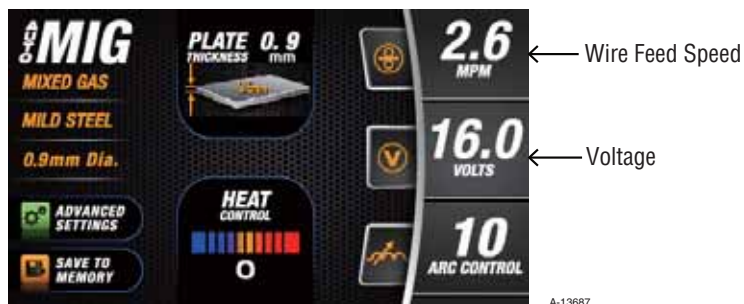 AUTO MIG
MIXED GAS
MILD STEEL
0.9mm Dia.
ADVANCED
SETTINGS
SAVE TO
MEMORY
PLATE 0.9
THICKNESS mm
HEAT
CONTROL
0
2.6
MPM
V
16.0
VOLTS
10
ARC CONTROL
Wire Feed Speed
Voltage
A-13687